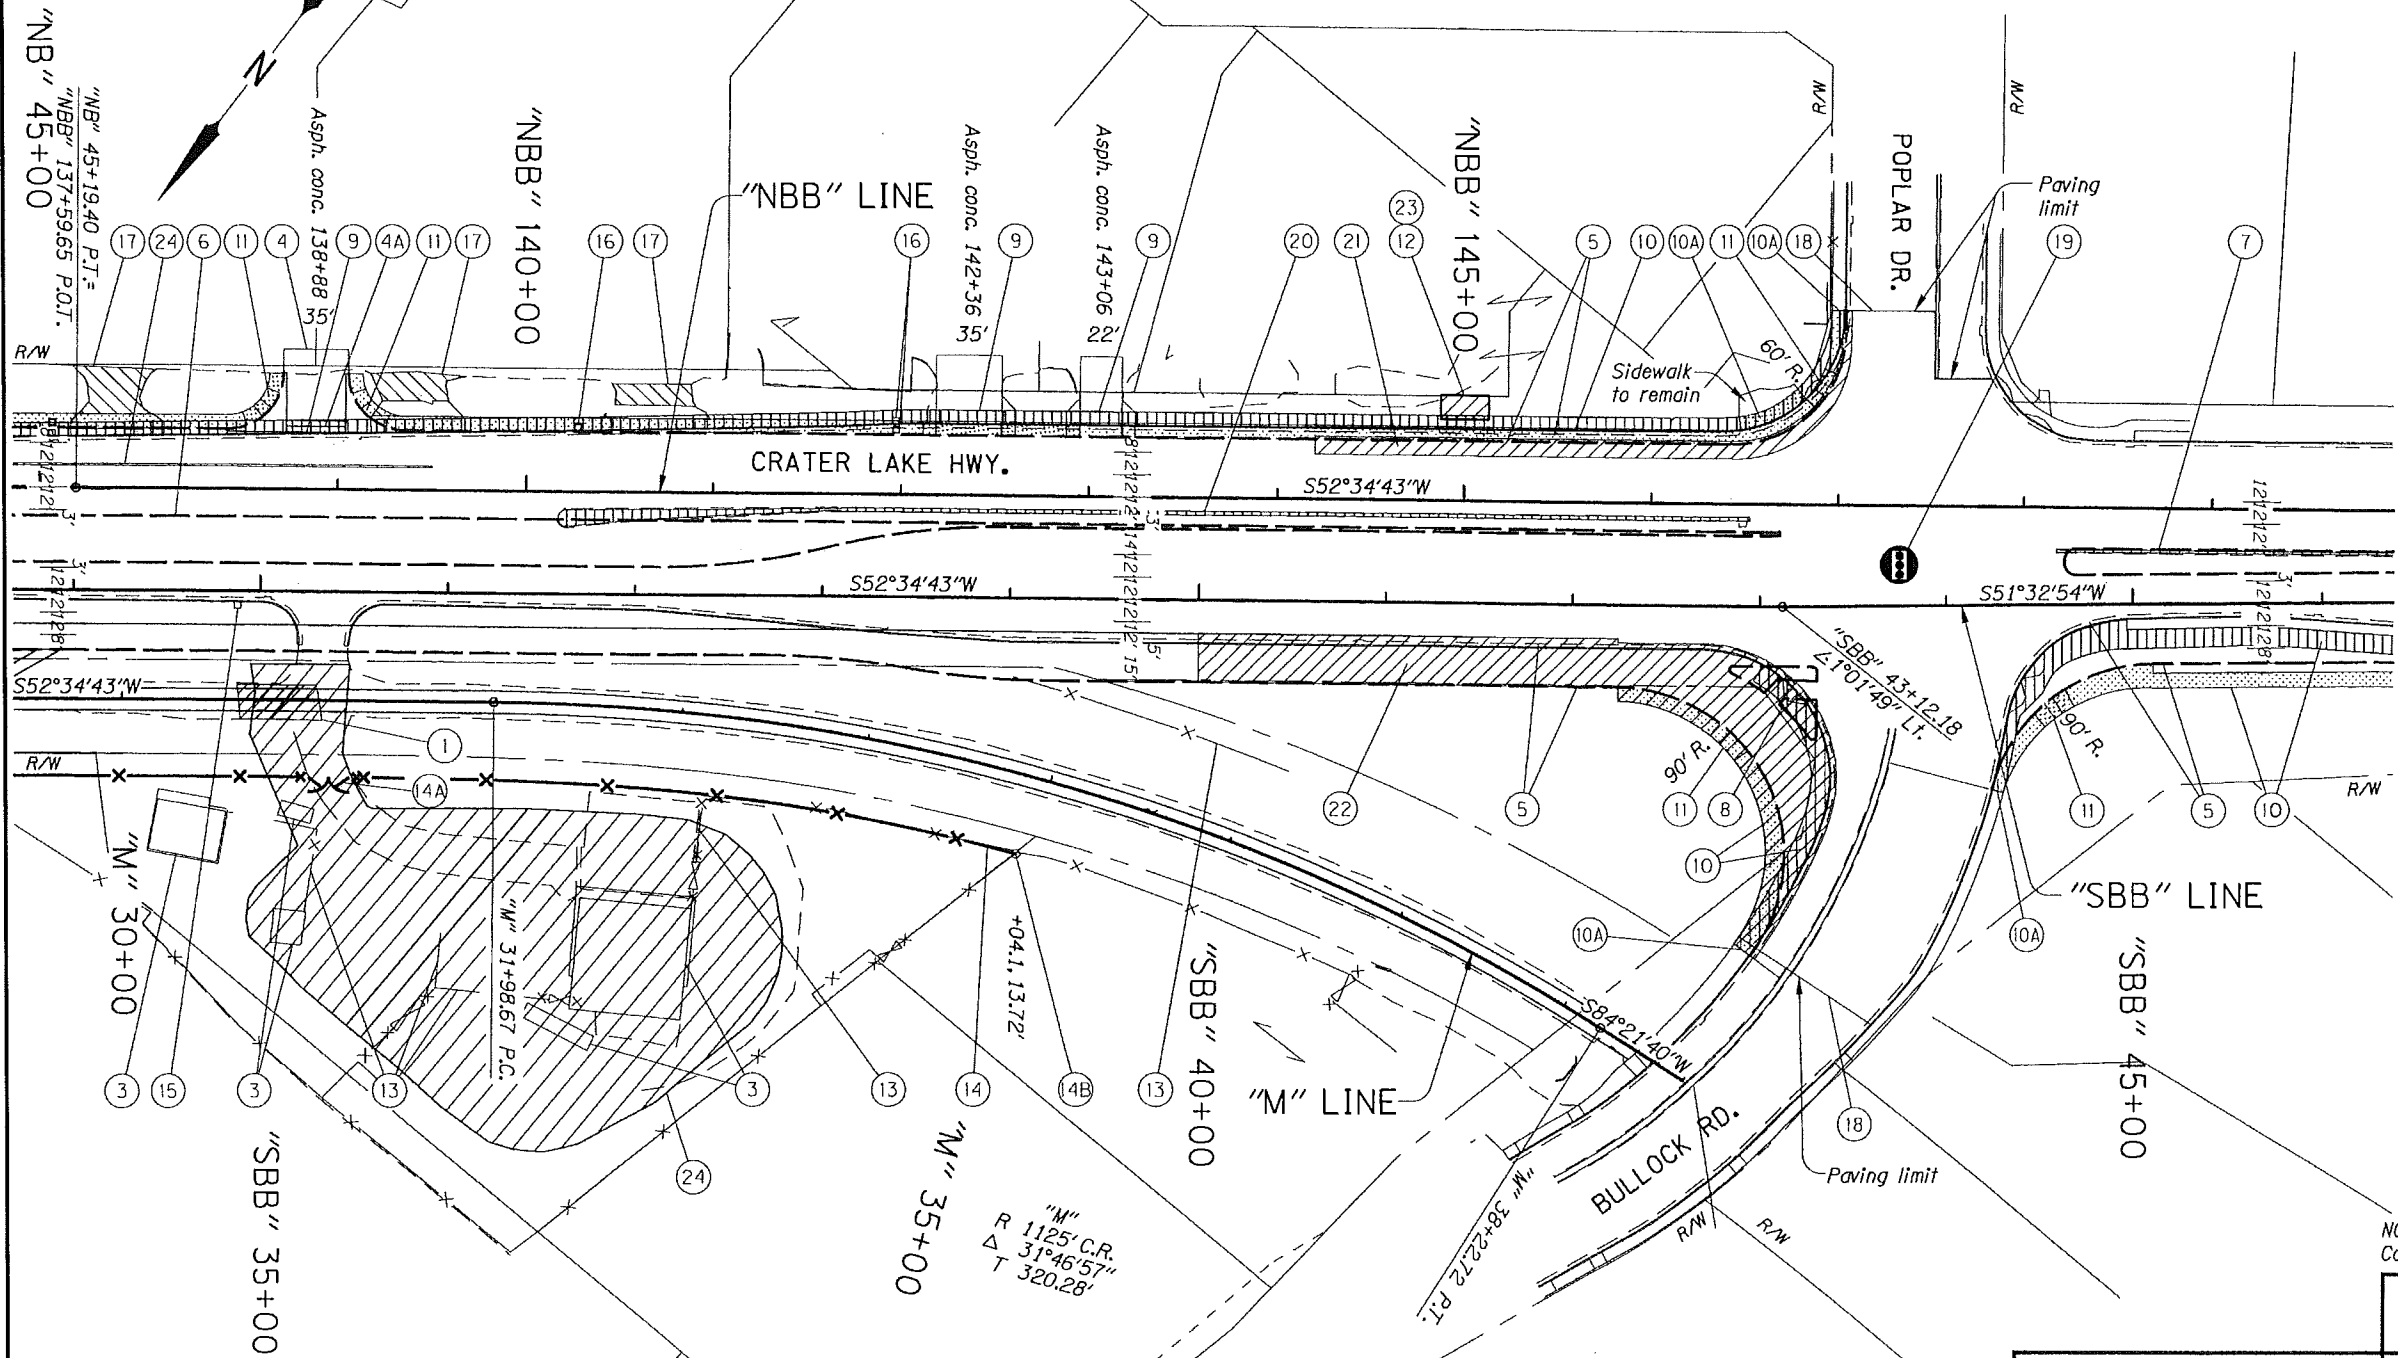 N
"NB" 45+00
"NB" 45+19.40 P.T.=
"NBB" 137+59.65 P.O.T.
Asph. conc. 138+88
35'
"NBB" 140+00
"NBB" LINE
Asph. conc. 142+36
35'
Asph. conc. 143+06
22'
"NBB" 145+00
R/W
R/W
POPLAR DR.
Paving
limit
17
24
6
11
4
9
4A
11
17
16
17
16
9
9
20
21
23
12
5
10
10A
11
10A
18
19
7
R/W
60' R.
Sidewalk
to remain
CRATER LAKE HWY.
S52°34'43"W
S52°34'43"W
S51°32'54"W
"SBB" 43+12.18
∠1°01'49" Lt.
S52°34'43"W
R/W
1
14A
90' R.
90' R.
22
5
11
8
10
11
5
10
R/W
10A
10A
"SBB" LINE
"M" 30+00
"M" 31+98.67 P.C.
+04.1, 13.72'
"SBB" 40+00
"SBB" 45+00
S84°21'40"W
"M" LINE
3
15
3
13
3
13
14
14B
13
18
24
BULLOCK RD.
Paving limit
R/W
R/W
"SBB" 35+00
"M" 35+00
"M"
R 1125' C.R.
Δ 31°46'57"
T 320.28'
"M" 38+22.72 P.T.